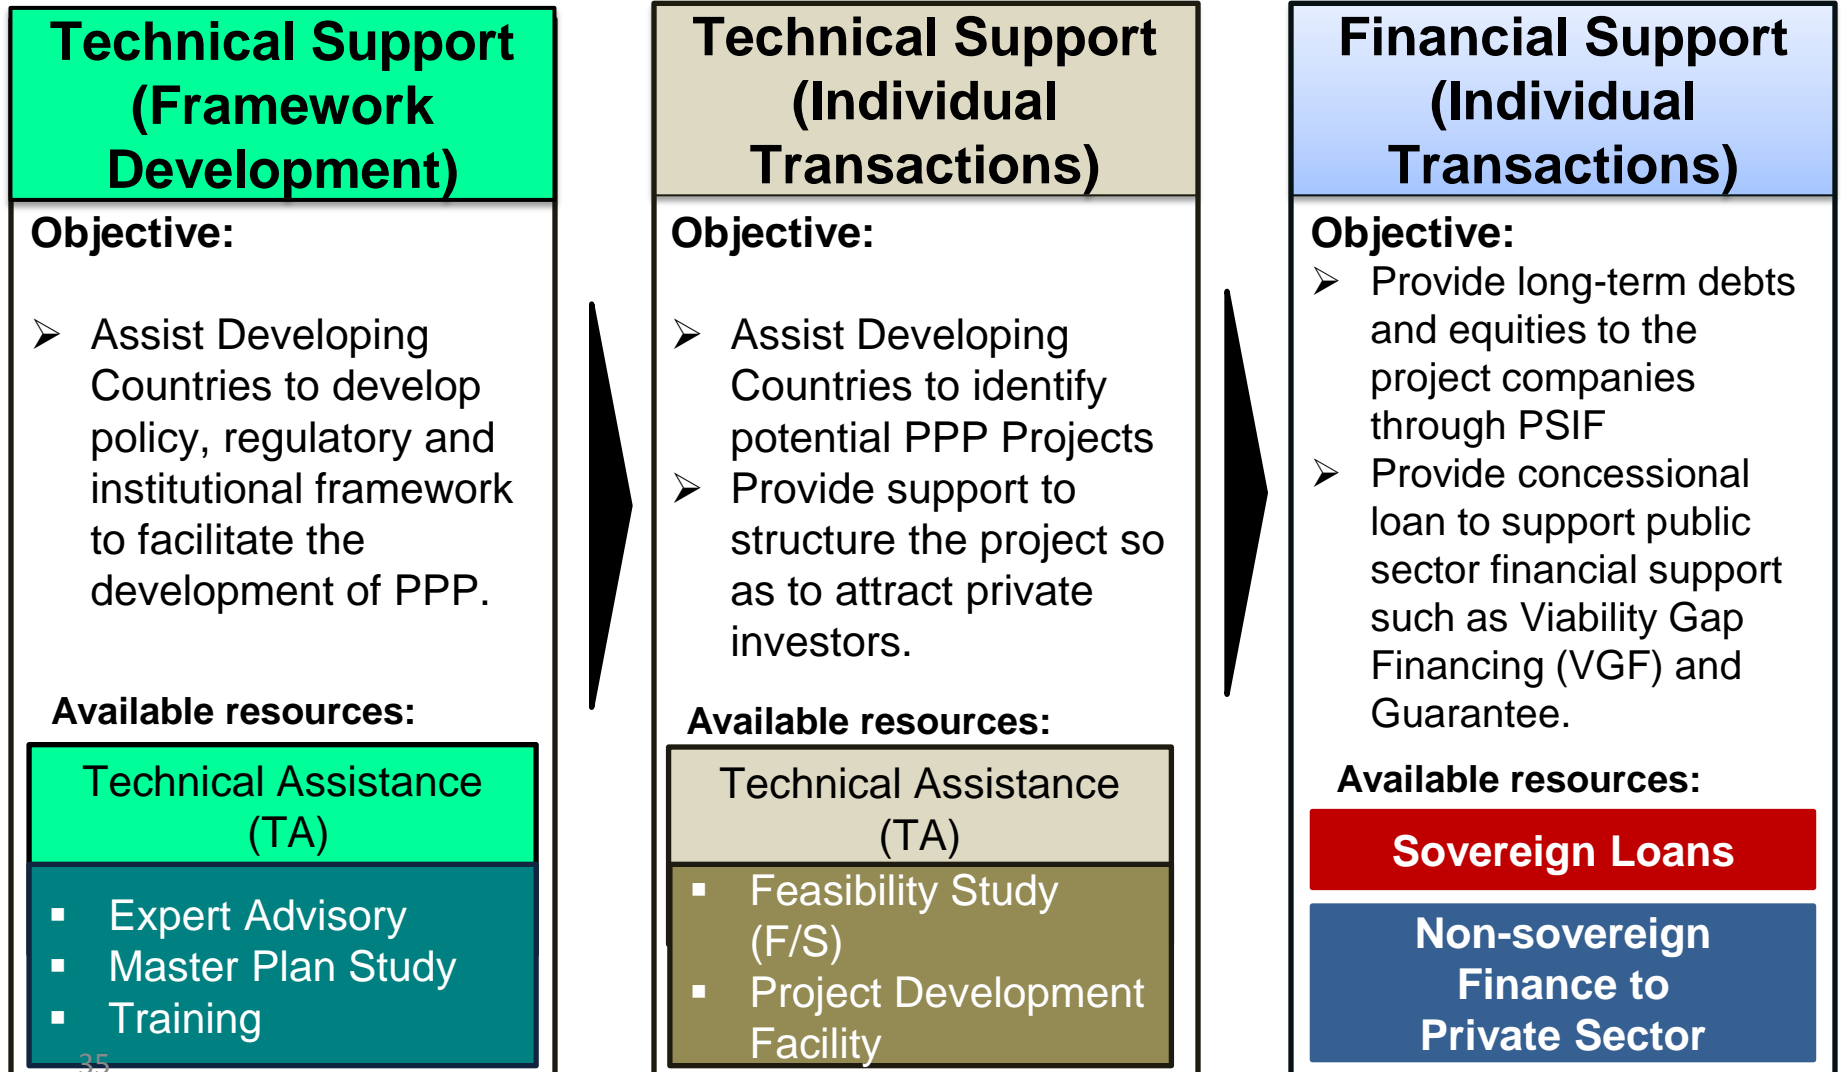 Technical Support
(Framework
Development)
Objective:
➢ Assist Developing
Countries to develop
policy, regulatory and
institutional framework
to facilitate the
development of PPP.
Available resources:
Technical Assistance
(TA)
▪ Expert Advisory
▪ Master Plan Study
▪ Training
35
Technical Support
(Individual
Transactions)
Objective:
➢ Assist Developing
Countries to identify
potential PPP Projects
➢ Provide support to
structure the project so
as to attract private
investors.
Available resources:
Technical Assistance
(TA)
▪ Feasibility Study
(F/S)
▪ Project Development
Facility
Financial Support
(Individual
Transactions)
Objective:
➢ Provide long-term debts
and equities to the
project companies
through PSIF
➢ Provide concessional
loan to support public
sector financial support
such as Viability Gap
Financing (VGF) and
Guarantee.
Available resources:
Sovereign Loans
Non-sovereign
Finance to
Private Sector